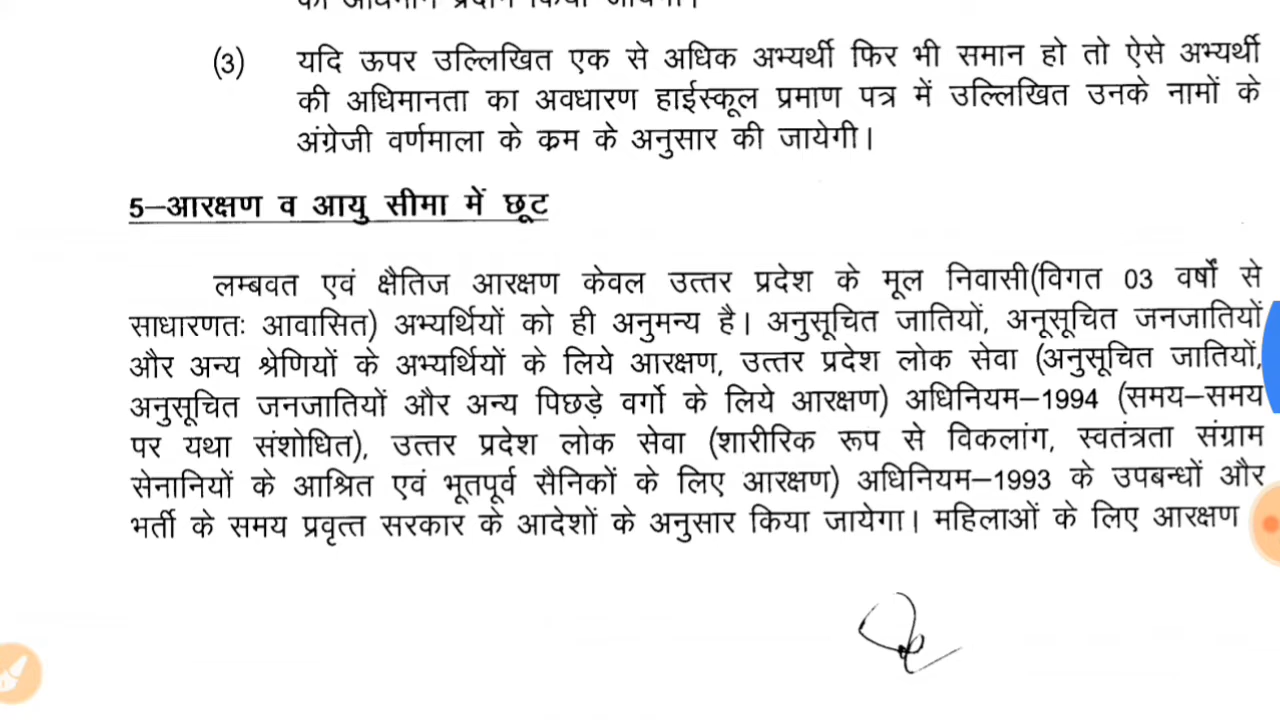 (3) यदि ऊपर उल्लिखित एक से अधिक अभ्यर्थी फिर भी समान हो तो ऐसे अभ्यर्थी
की अधिमानता का अवधारण हाईस्कूल प्रमाण पत्र में उल्लिखित उनके नामों के
अंग्रेजी वर्णमाला के क्रम के अनुसार की जायेगी।
5–आरक्षण व आयु सीमा में छूट
लम्बवत एवं क्षैतिज आरक्षण केवल उत्तर प्रदेश के मूल निवासी(विगत 03 वर्षों से
साधारणतः आवासित) अभ्यर्थियों को ही अनुमन्य है। अनुसूचित जातियों, अनूसूचित जनजातियों
और अन्य श्रेणियों के अभ्यर्थियों के लिये आरक्षण, उत्तर प्रदेश लोक सेवा (अनुसूचित जातियों,
अनुसूचित जनजातियों और अन्य पिछड़े वर्गो के लिये आरक्षण) अधिनियम–1994 (समय–समय
पर यथा संशोधित), उत्तर प्रदेश लोक सेवा (शारीरिक रूप से विकलांग, स्वतंत्रता संग्राम
सेनानियों के आश्रित एवं भूतपूर्व सैनिकों के लिए आरक्षण) अधिनियम–1993 के उपबन्धों और
भर्ती के समय प्रवृत्त सरकार के आदेशों के अनुसार किया जायेगा। महिलाओं के लिए आरक्षण